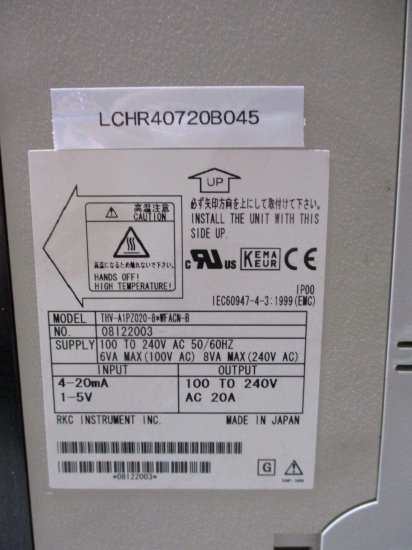 LCHR40720B045
UP
必ず矢印方向を上にして取付けて下さい。
INSTALL THE UNIT WITH THIS
SIDE UP.
高温注意
CAUTION
高温になるため触れないで下さい。
HANDS OFF!
HIGH TEMPERATURE!
c RU us KEMA KEUR CE
IP00
IEC60947-4-3:1999(EMC)
MODEL THV-A1PZ020-8*WFACN-B
NO. 08122003
SUPPLY 100 TO 240V AC 50/60HZ
6VA MAX(100V AC) 8VA MAX(240V AC)
INPUT OUTPUT
4-20mA 100 TO 240V
1-5V AC 20A
RKC INSTRUMENT INC. MADE IN JAPAN
*08122003*
G